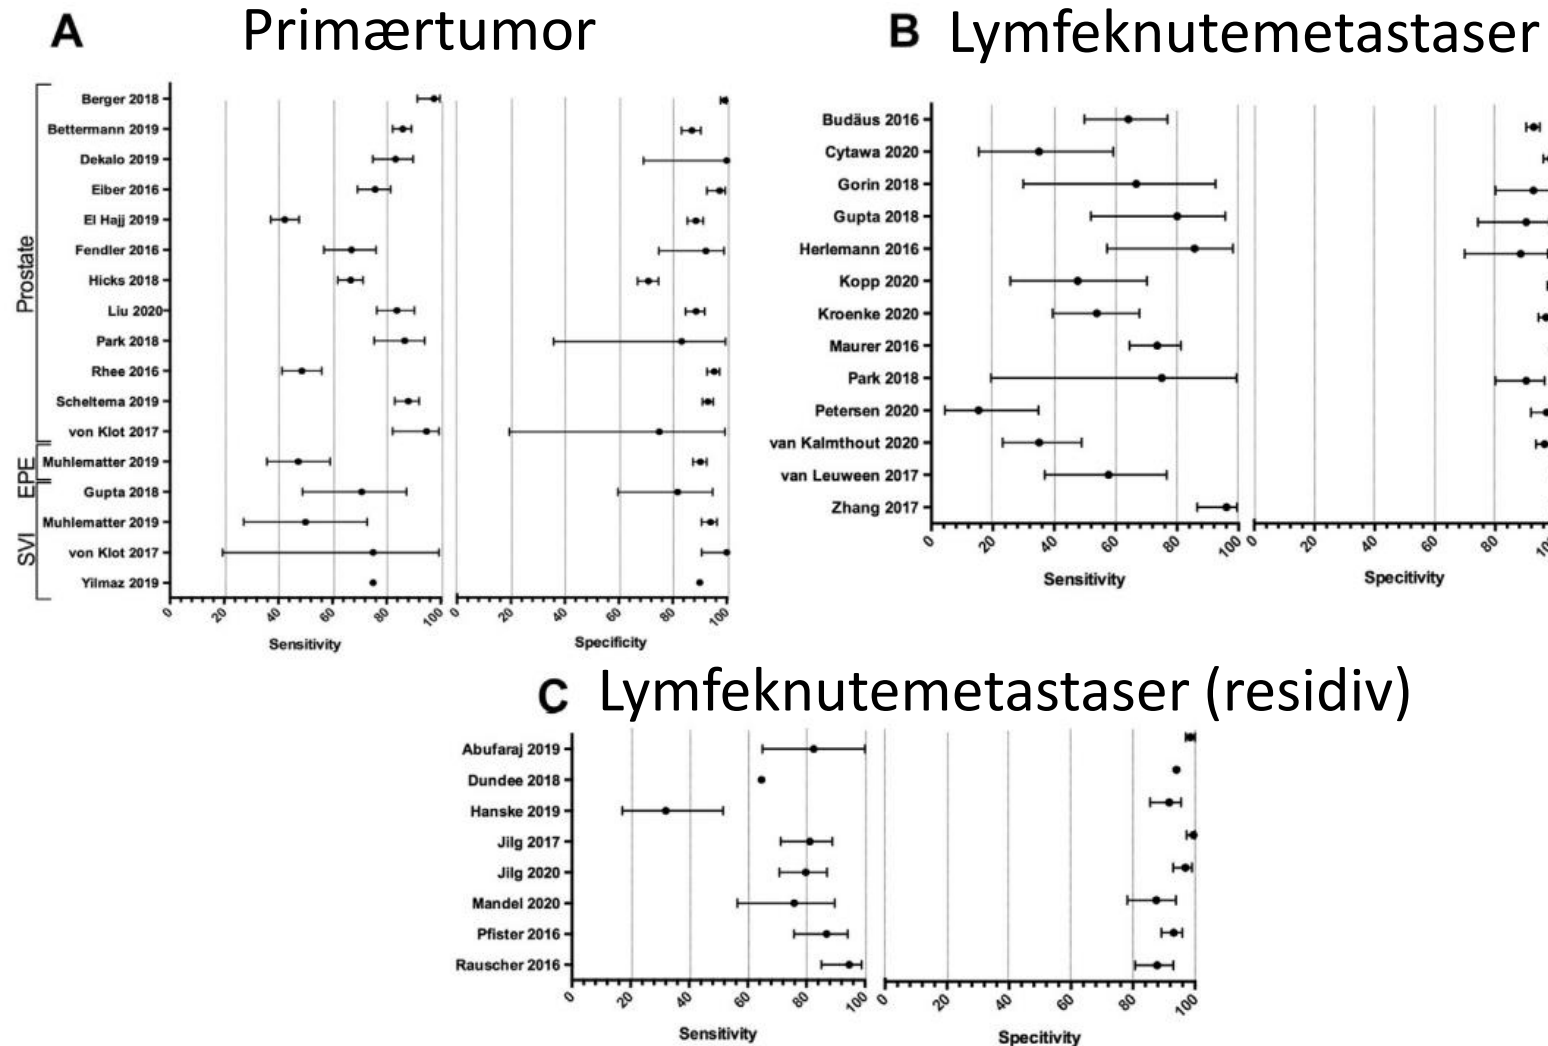 A Primærtumor
Prostate
EPE
SVI
Berger 2018
Bettermann 2019
Dekalo 2019
Eiber 2016
El Hajj 2019
Fendler 2016
Hicks 2018
Liu 2020
Park 2018
Rhee 2016
Scheltema 2019
von Klot 2017
Muhlematter 2019
Gupta 2018
Muhlematter 2019
von Klot 2017
Yilmaz 2019
0 20 40 60 80 100
Sensitivity
0 20 40 60 80 100
Specificity
B Lymfeknutemetastaser
Budäus 2016
Cytawa 2020
Gorin 2018
Gupta 2018
Herlemann 2016
Kopp 2020
Kroenke 2020
Maurer 2016
Park 2018
Petersen 2020
van Kalmthout 2020
van Leuween 2017
Zhang 2017
0 20 40 60 80 100
Sensitivity
0 20 40 60 80
Specitivity
C Lymfeknutemetastaser (residiv)
Abufaraj 2019
Dundee 2018
Hanske 2019
Jilg 2017
Jilg 2020
Mandel 2020
Pfister 2016
Rauscher 2016
0 20 40 60 80 100
Sensitivity
0 20 40 60 80 100
Specitivity